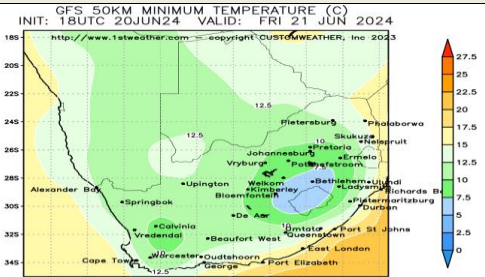 GFS 50KM MINIMUM TEMPERATURE (C)
INIT: 18UTC 20JUN24 VALID: FRI 21 JUN 2024
http://www.1stweather.com - copyright CUSTOMWEATHER, Inc 2023
18S
20S
22S
24S
26S
28S
30S
32S
34S
12.5
12.5
Pietersburg
Phalaborwa
Skukuza
10
Nelspruit
Pretoria
Johannesburg
Ermelo
Vryburg
Potchefstroom
Upington
Welkom
Bethlehem
Ulundi
Alexander Bay
Kimberley
Ladysmith
Richards Ba
Springbok
Bloemfontein
Pietermaritzburg
Durban
De Aar
Calvinia
Umtata
Port St Johns
Vredendal
Queenstown
Beaufort West
10
East London
Worcester
Oudtshoorn
Cape Town
George
Port Elizabeth
12.5
27.5
25
22.5
20
17.5
15
12.5
10
7.5
5
2.5
0